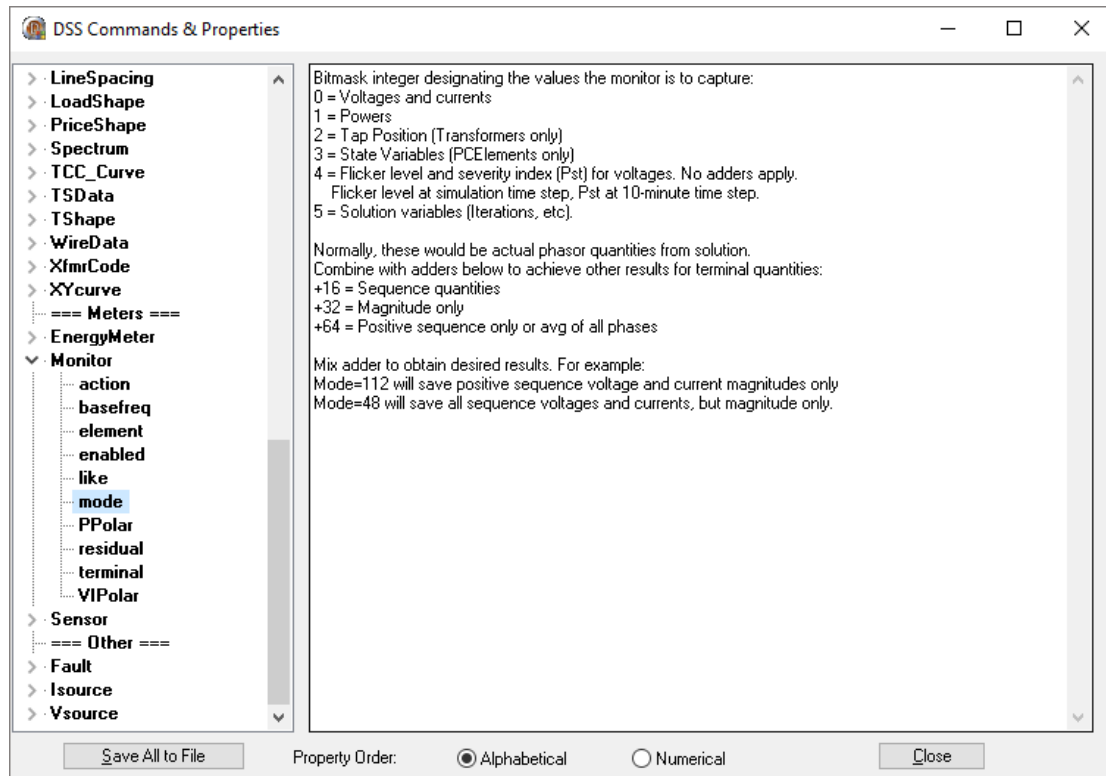 DSS Commands & Properties
LineSpacing
LoadShape
PriceShape
Spectrum
TCC_Curve
TSData
TShape
WireData
XfmrCode
XYcurve
=== Meters ===
EnergyMeter
Monitor
action
basefreq
element
enabled
like
mode
PPolar
residual
terminal
VIPolar
Sensor
=== Other ===
Fault
Isource
Vsource
Bitmask integer designating the values the monitor is to capture:
0 = Voltages and currents
1 = Powers
2 = Tap Position (Transformers only)
3 = State Variables (PCElements only)
4 = Flicker level and severity index (Pst) for voltages. No adders apply.
Flicker level at simulation time step, Pst at 10-minute time step.
5 = Solution variables (Iterations, etc).
Normally, these would be actual phasor quantities from solution.
Combine with adders below to achieve other results for terminal quantities:
+16 = Sequence quantities
+32 = Magnitude only
+64 = Positive sequence only or avg of all phases
Mix adder to obtain desired results. For example:
Mode=112 will save positive sequence voltage and current magnitudes only
Mode=48 will save all sequence voltages and currents, but magnitude only.
Save All to File
Property Order:
Alphabetical
Numerical
Close